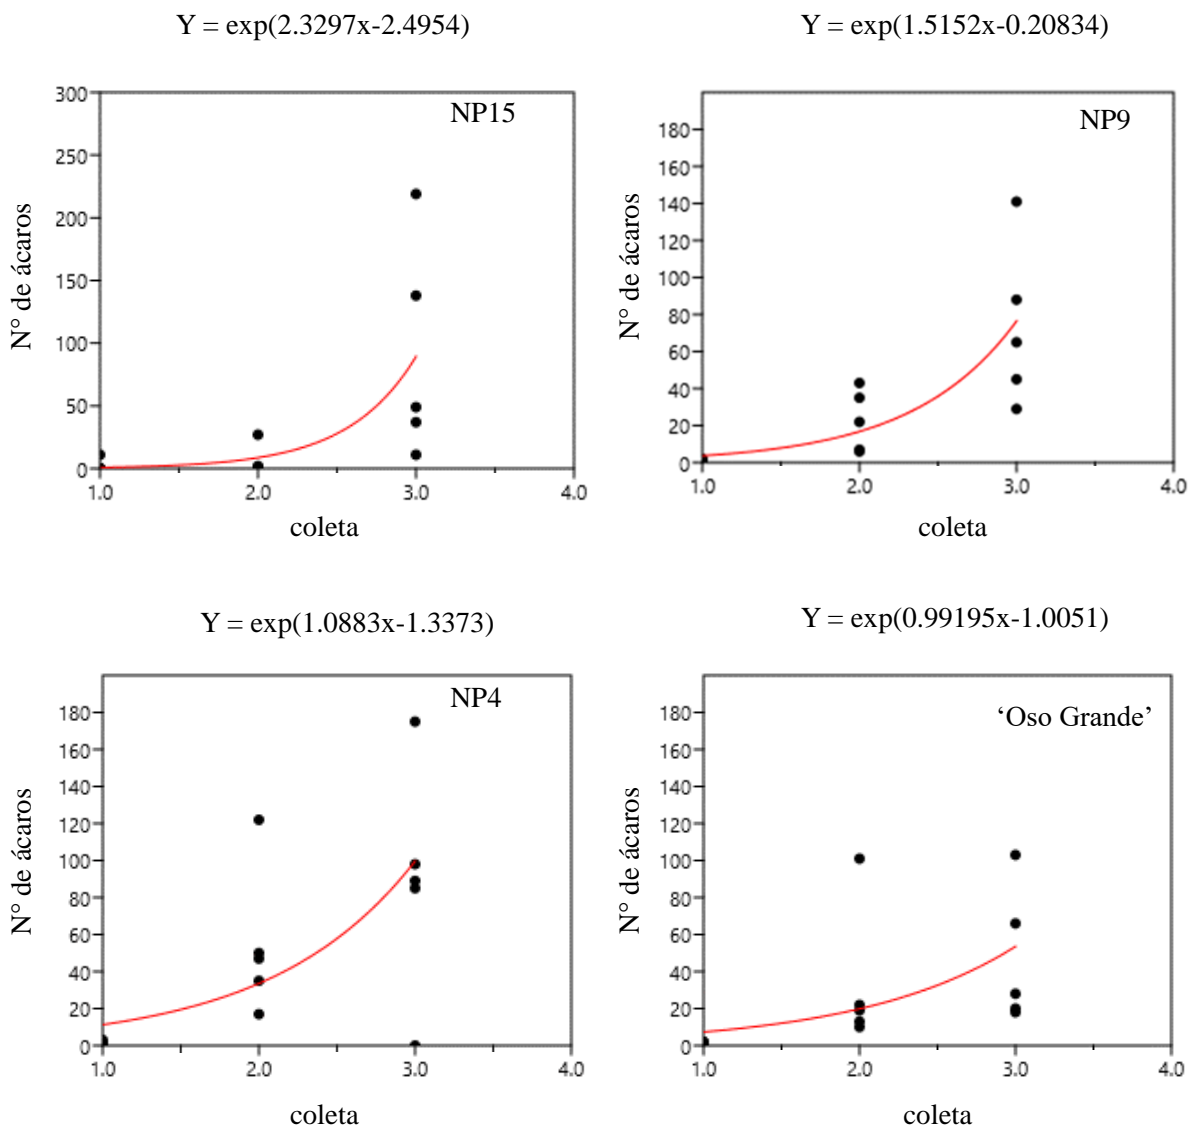 Y = exp(2.3297x-2.4954)
NP15
300
250
200
150
100
50
0
1.0 2.0 3.0 4.0
N° de ácaros
coleta
Y = exp(1.5152x-0.20834)
NP9
180
160
140
120
100
80
60
40
20
0
1.0 2.0 3.0 4.0
N° de ácaros
coleta
Y = exp(1.0883x-1.3373)
NP4
180
160
140
120
100
80
60
40
20
0
1.0 2.0 3.0 4.0
N° de ácaros
coleta
Y = exp(0.99195x-1.0051)
‘Oso Grande’
180
160
140
120
100
80
60
40
20
0
1.0 2.0 3.0 4.0
N° de ácaros
coleta